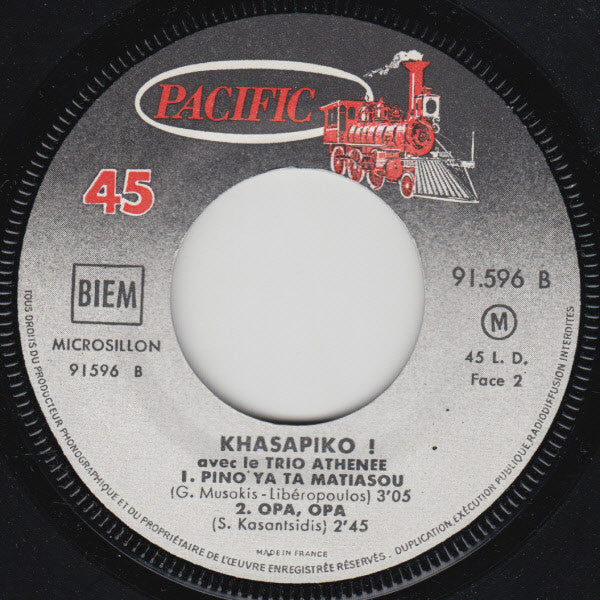 PACIFIC
45
BIEM
MICROSILLON
91596 B
91.596 B
M
45 L. D.
Face 2
KHASAPIKO !
avec le TRIO ATHENEE
1. PINO YA TA MATIASOU
(G. Musakis - Libéropoulos) 3'05
2. OPA, OPA
(S. Kasantsidis) 2'45
MADE IN FRANCE
TOUS DROITS DU PRODUCTEUR PHONOGRAPHIQUE ET DU PROPRIÉTAIRE DE L'ŒUVRE ENREGISTRÉE RÉSERVÉS - DUPLICATION EXÉCUTION PUBLIQUE, RADIODIFFUSION INTERDITES